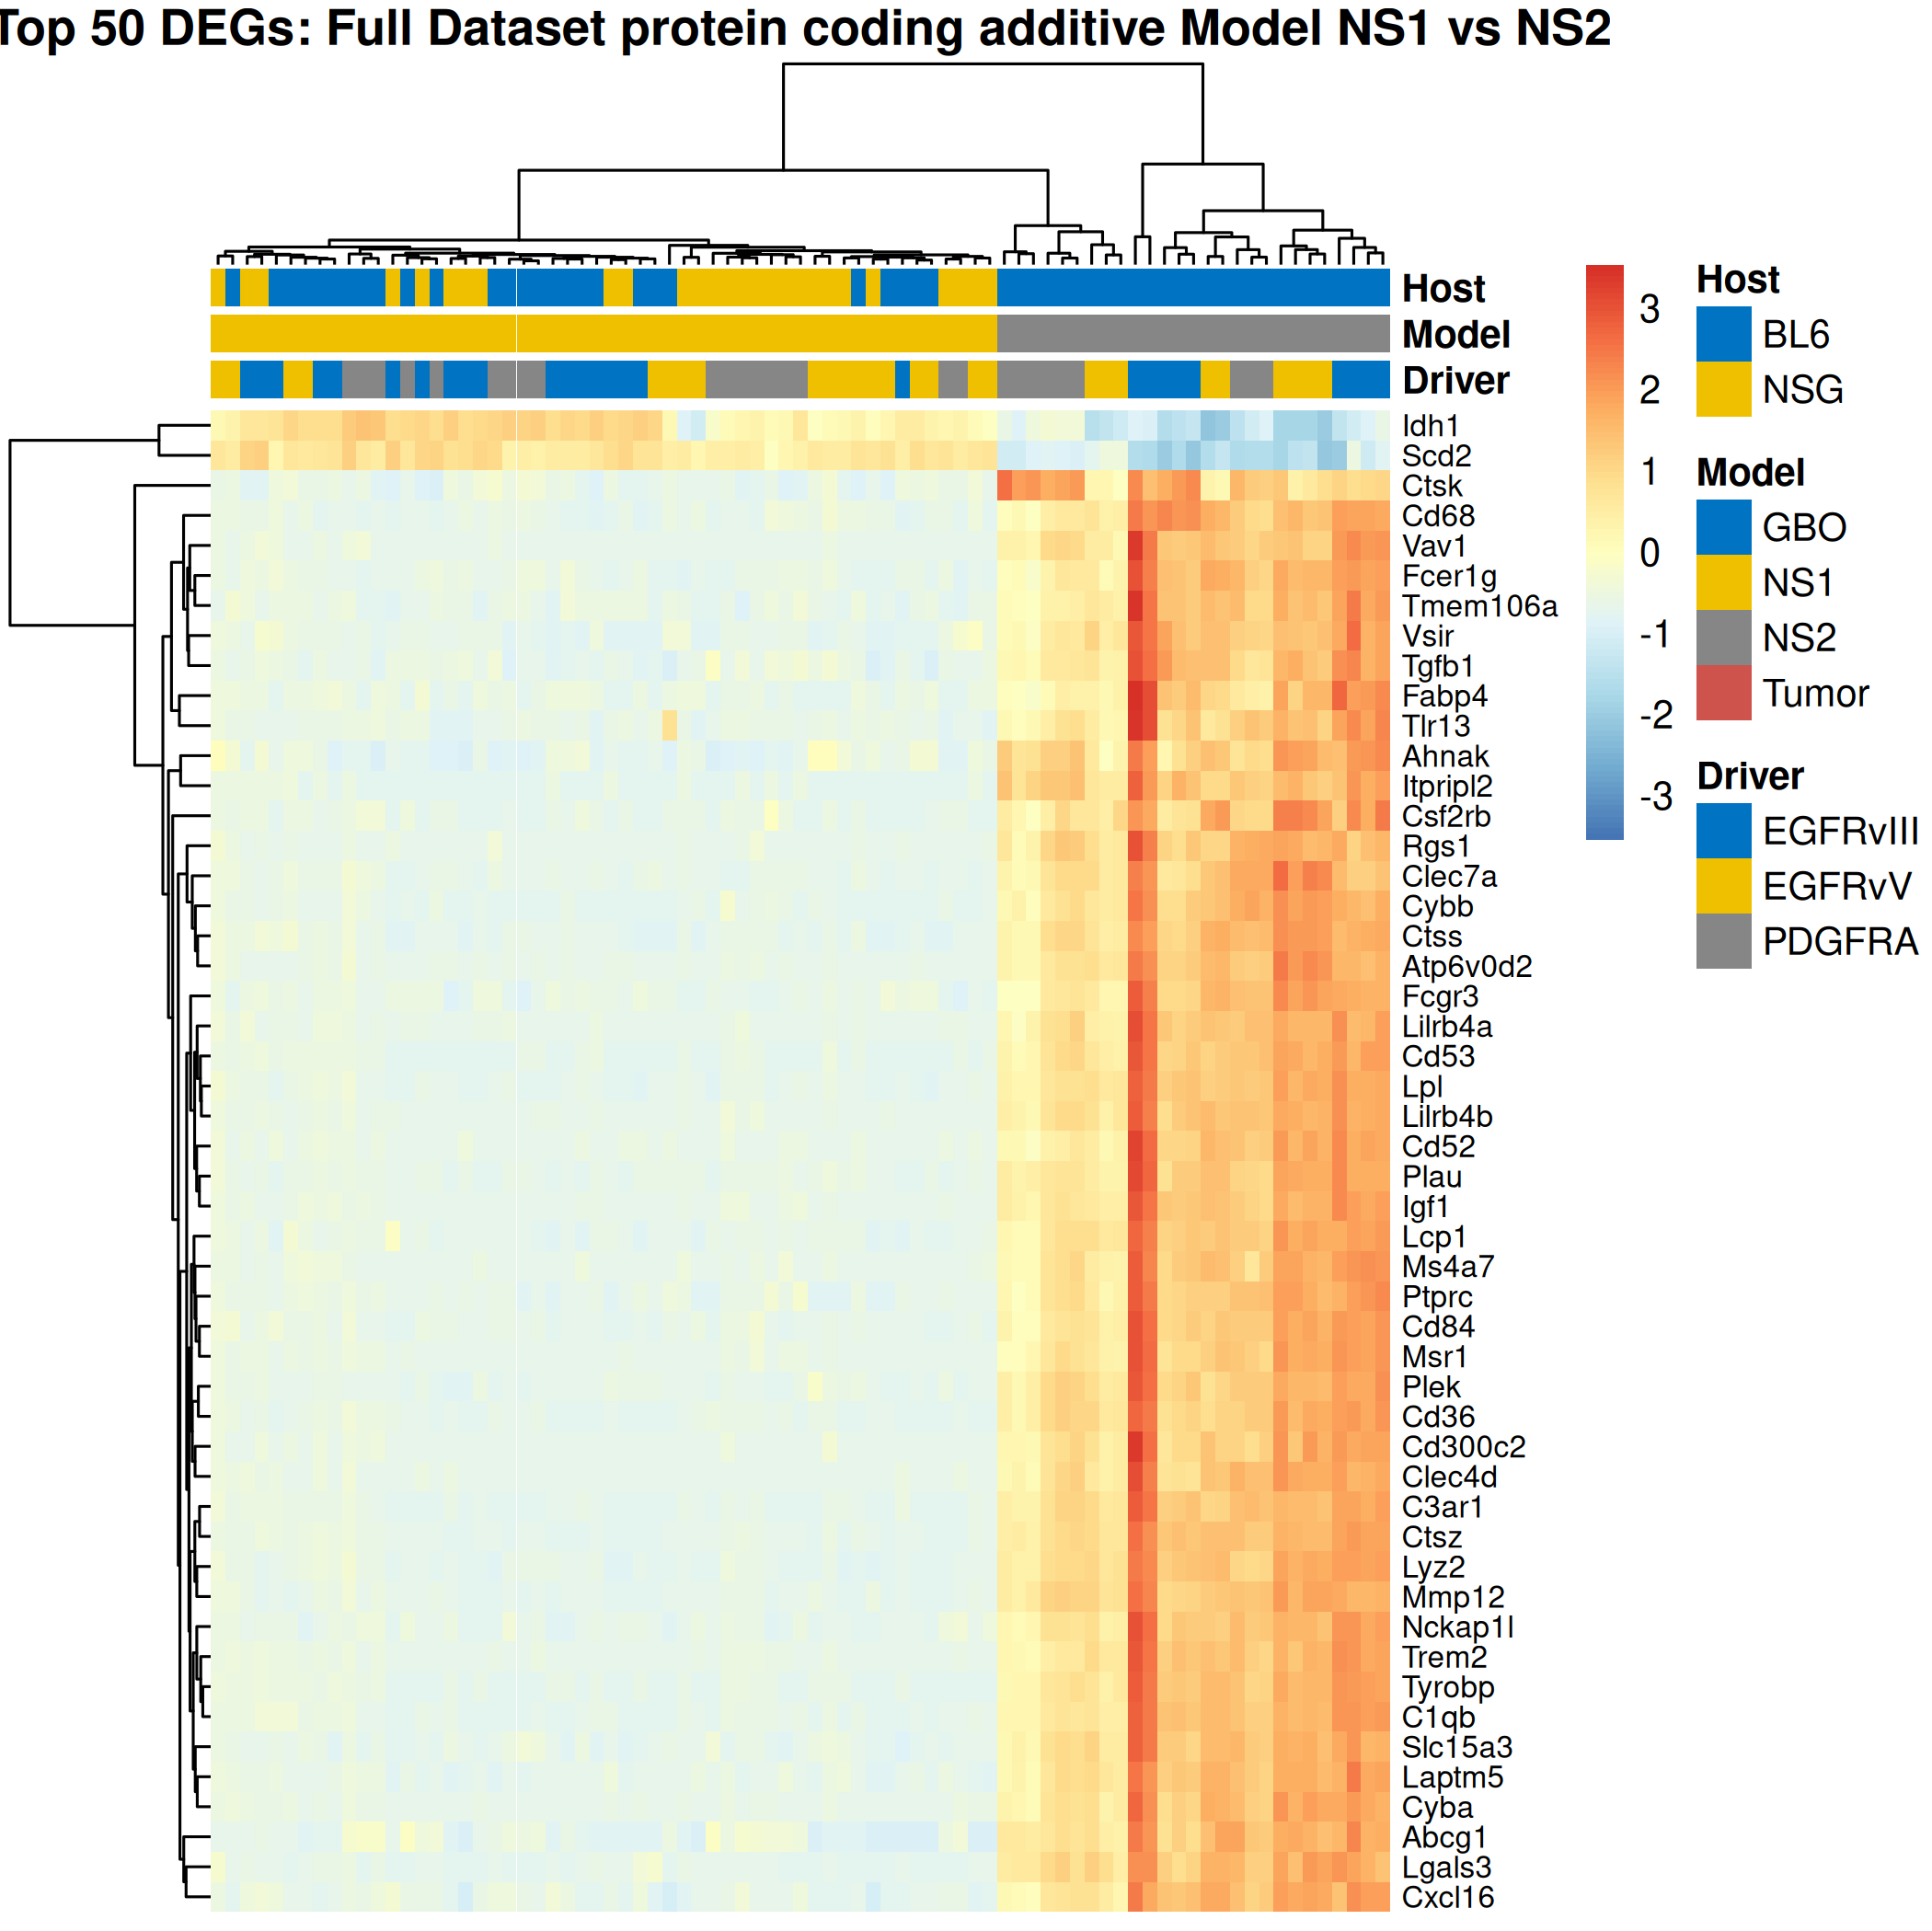 Top 50 DEGs: Full Dataset protein coding additive Model NS1 vs NS2
Host
Model
Driver
Idh1
Scd2
Ctsk
Cd68
Vav1
Fcer1g
Tmem106a
Vsir
Tgfb1
Fabp4
Tlr13
Ahnak
Itpripl2
Csf2rb
Rgs1
Clec7a
Cybb
Ctss
Atp6v0d2
Fcgr3
Lilrb4a
Cd53
Lpl
Lilrb4b
Cd52
Plau
Igf1
Lcp1
Ms4a7
Ptprc
Cd84
Msr1
Plek
Cd36
Cd300c2
Clec4d
C3ar1
Ctsz
Lyz2
Mmp12
Nckap1l
Trem2
Tyrobp
C1qb
Slc15a3
Laptm5
Cyba
Abcg1
Lgals3
Cxcl16
3
2
1
0
-1
-2
-3
Host
BL6
NSG
Model
GBO
NS1
NS2
Tumor
Driver
EGFRvIII
EGFRvV
PDGFRA